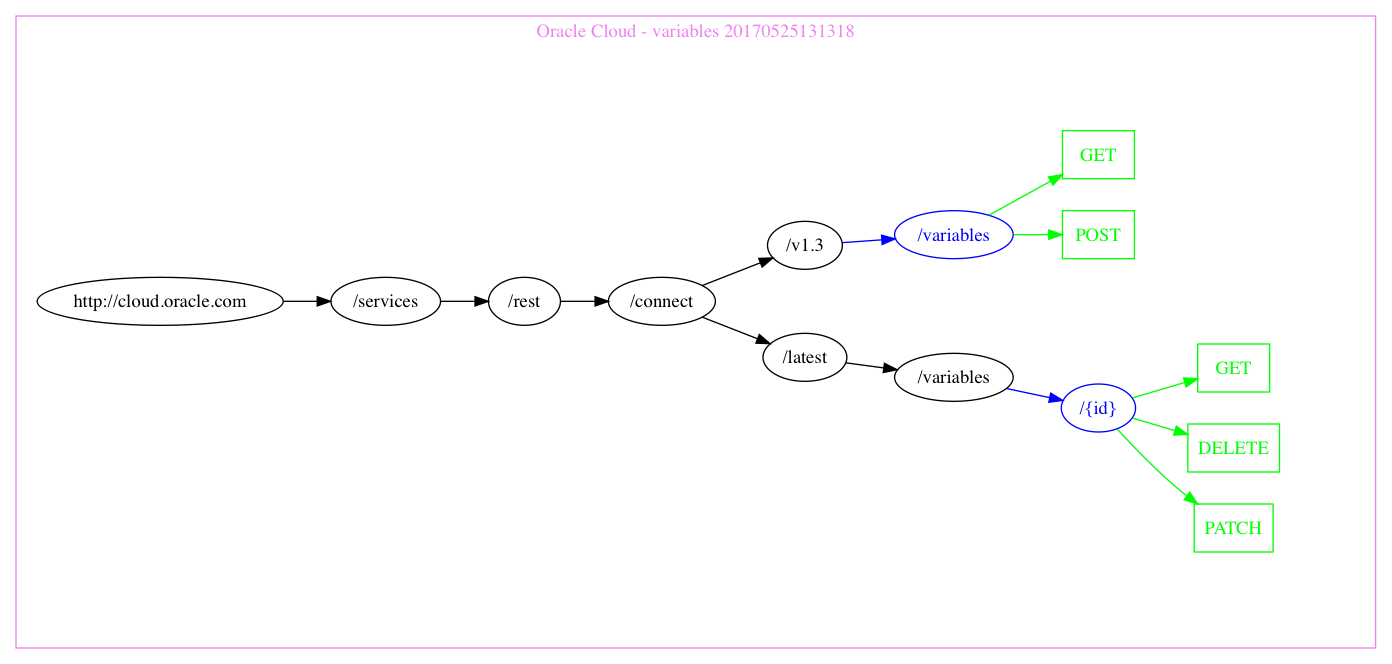 Oracle Cloud - variables 20170525131318
http://cloud.oracle.com
/services
/rest
/connect
/v1.3
/variables
GET
POST
/latest
/variables
/{id}
GET
DELETE
PATCH